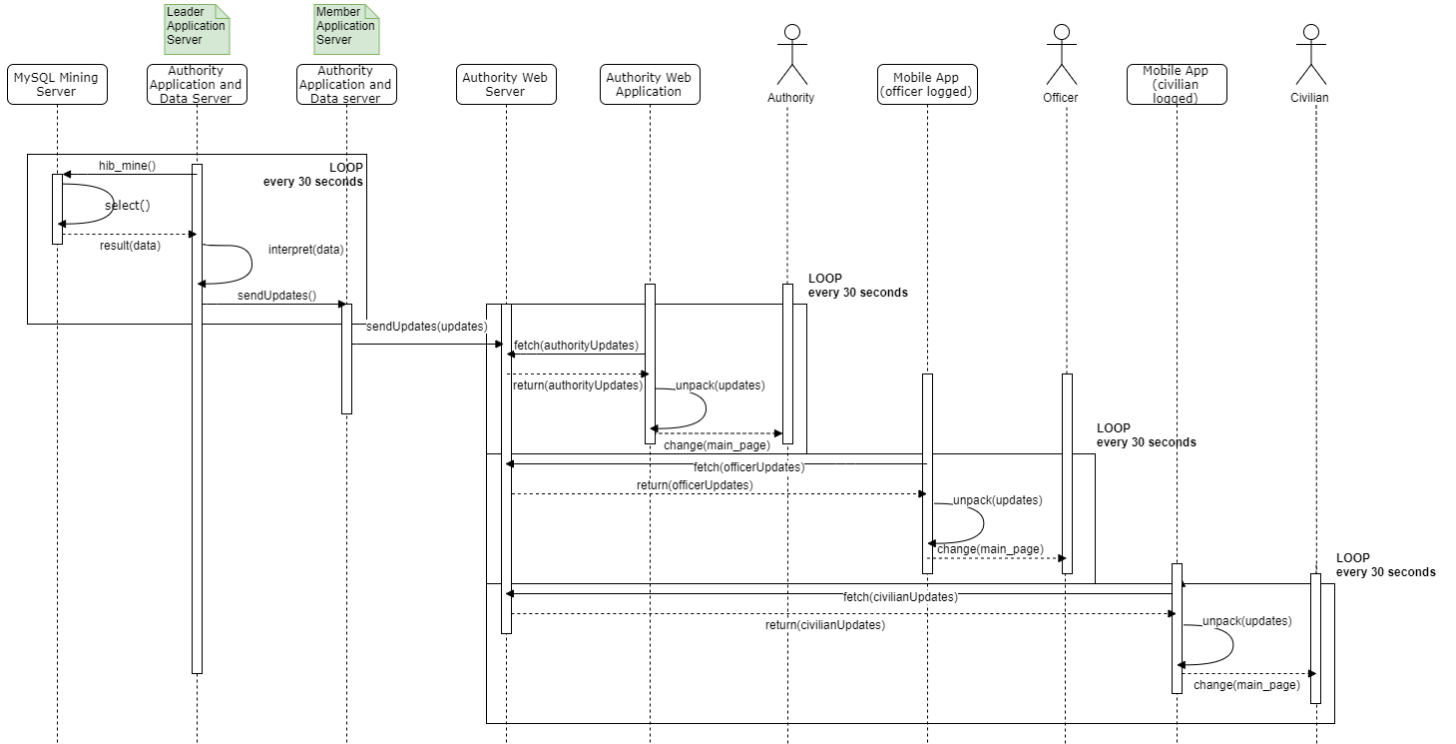 Leader
Application
Server
Member
Application
Server
MySQL Mining
Server
Authority
Application and
Data Server
Authority
Application and
Data server
Authority Web
Server
Authority Web
Application
Authority
Mobile App
(officer logged)
Officer
Mobile App
(civilian
logged)
Civilian
LOOP
every 30 seconds
hib_mine()
select()
result(data)
interpret(data)
sendUpdates()
sendUpdates(updates)
LOOP
every 30 seconds
fetch(authorityUpdates)
return(authorityUpdates)
unpack(updates)
change(main_page)
LOOP
every 30 seconds
fetch(officerUpdates)
return(officerUpdates)
unpack(updates)
change(main_page)
LOOP
every 30 seconds
fetch(civilianUpdates)
return(civilianUpdates)
unpack(updates)
change(main_page)